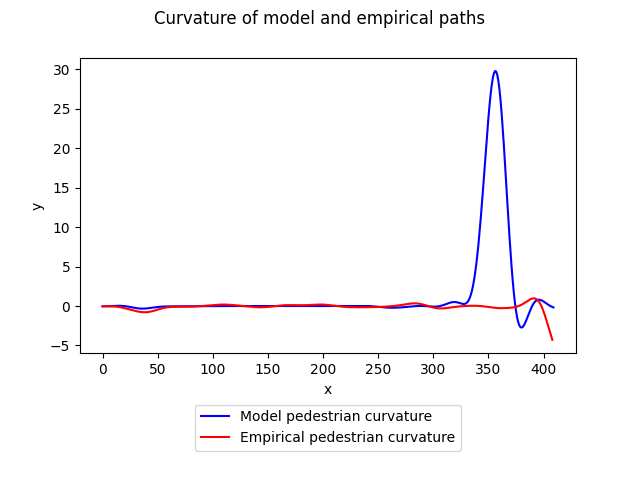 Curvature of model and empirical paths
30
25
20
15
10
5
0
−5
y
0 50 100 150 200 250 300 350 400
x
Model pedestrian curvature
Empirical pedestrian curvature